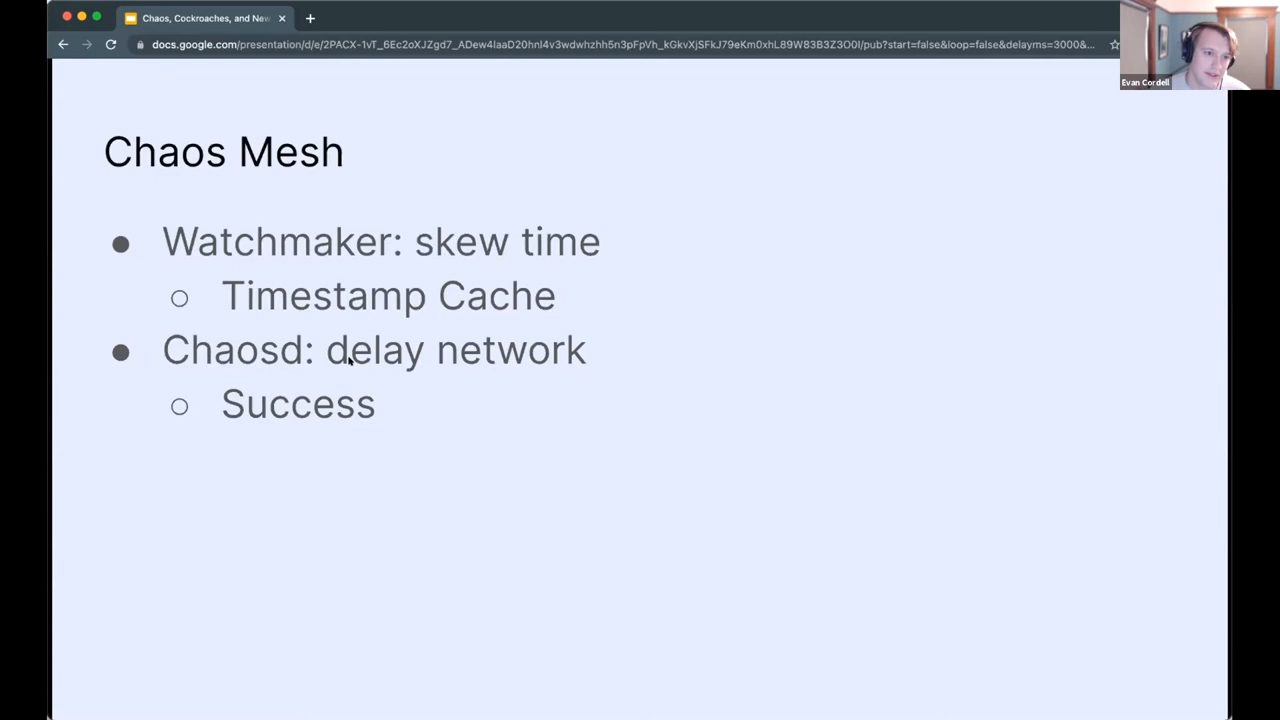 Chaos, Cockroaches, and New
docs.google.com/presentation/d/e/2PACX-1vT_6Ec2oXJZgd7_ADew4IaaD20hnl4v3wdwhzhh5n3pFpVh_kGkvXjSFkJ79eKm0xhL89W83B3Z3O0I/pub?start=false&loop=false&delayms=3000&...
Evan Cordell
Chaos Mesh
● Watchmaker: skew time
○ Timestamp Cache
● Chaosd: delay network
○ Success